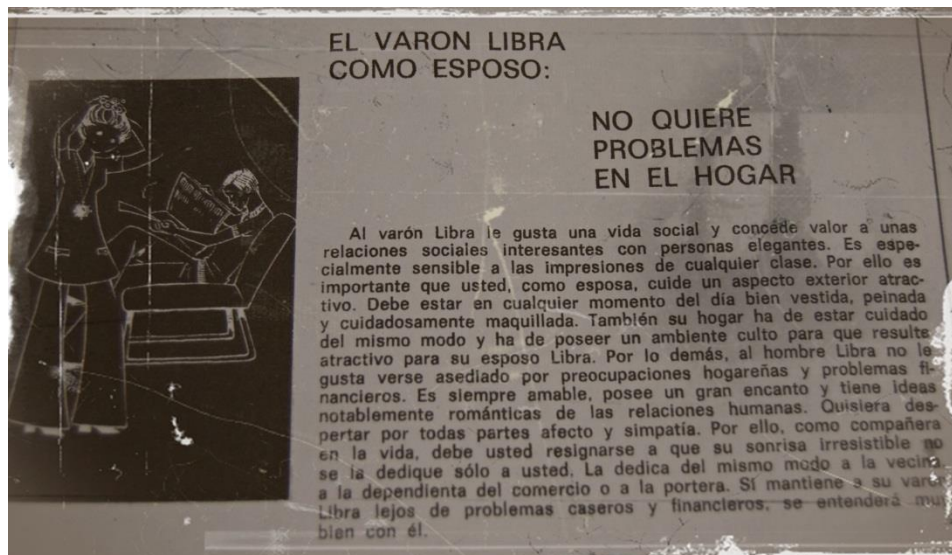 EL VARON LIBRA
COMO ESPOSO:
NO QUIERE
PROBLEMAS
EN EL HOGAR
Al varón Libra le gusta una vida social y concede valor a unas
relaciones sociales interesantes con personas elegantes. Es espe-
cialmente sensible a las impresiones de cualquier clase. Por ello es
importante que usted, como esposa, cuide un aspecto exterior atrac-
tivo. Debe estar en cualquier momento del día bien vestida, peinada
y cuidadosamente maquillada. También su hogar ha de estar cuidado
del mismo modo y ha de poseer un ambiente culto para que resulte
atractivo para su esposo Libra. Por lo demás, al hombre Libra no le
gusta verse asediado por preocupaciones hogareñas y problemas fi-
nancieros. Es siempre amable, posee un gran encanto y tiene ideas
notablemente románticas de las relaciones humanas. Quisiera des-
pertar por todas partes afecto y simpatía. Por ello, como compañera
en la vida, debe usted resignarse a que su sonrisa irresistible no
se la dedique sólo a usted. La dedica del mismo modo a la vecina
a la dependienta del comercio o a la portera. Sí mantiene a su varón
Libra lejos de problemas caseros y financieros, se entenderá muy
bien con él.